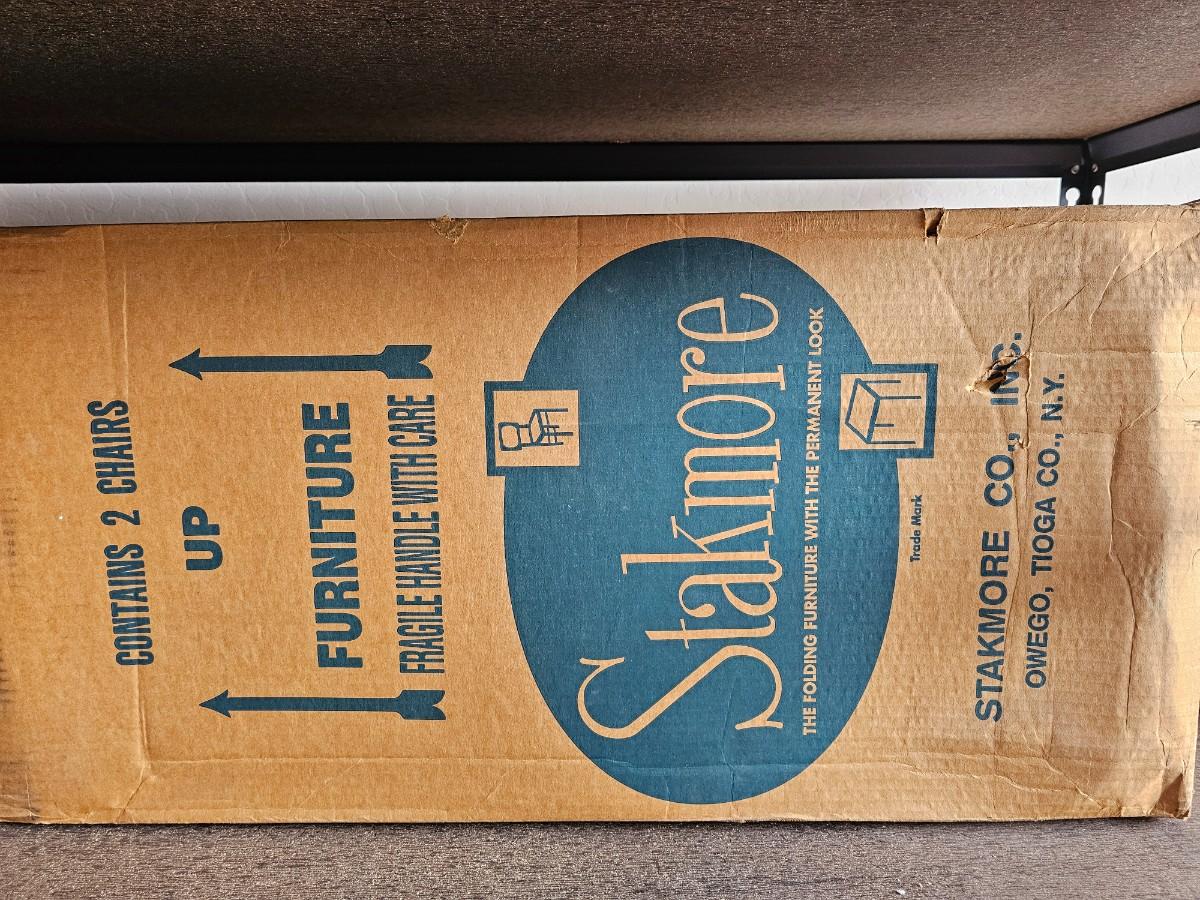 CONTAINS 2 CHAIRS
UP
FURNITURE
FRAGILE HANDLE WITH CARE
Stakmore
THE FOLDING FURNITURE WITH THE PERMANENT LOOK
Trade Mark
STAKMORE CO., INC.
OWEGO, TIOGA CO., N.Y.